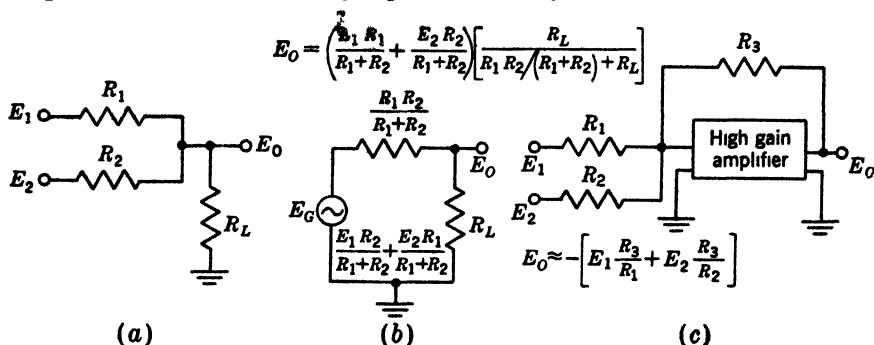 E_O = (E_1 R_1/R_1+R_2 + E_2 R_2/R_1+R_2)[R_L/R_1 R_2/(R_1+R_2)+R_L]
E_1
R_1
E_2
R_2
E_O
R_L
(a)
R_1 R_2/R_1+R_2
E_O
E_G
R_L
E_1 R_2/R_1+R_2 + E_2 R_1/R_1+R_2
(b)
R_3
E_1
R_1
E_2
R_2
High gain
amplifier
E_O
E_O ≈ -[E_1 R_3/R_1 + E_2 R_3/R_2]
(c)